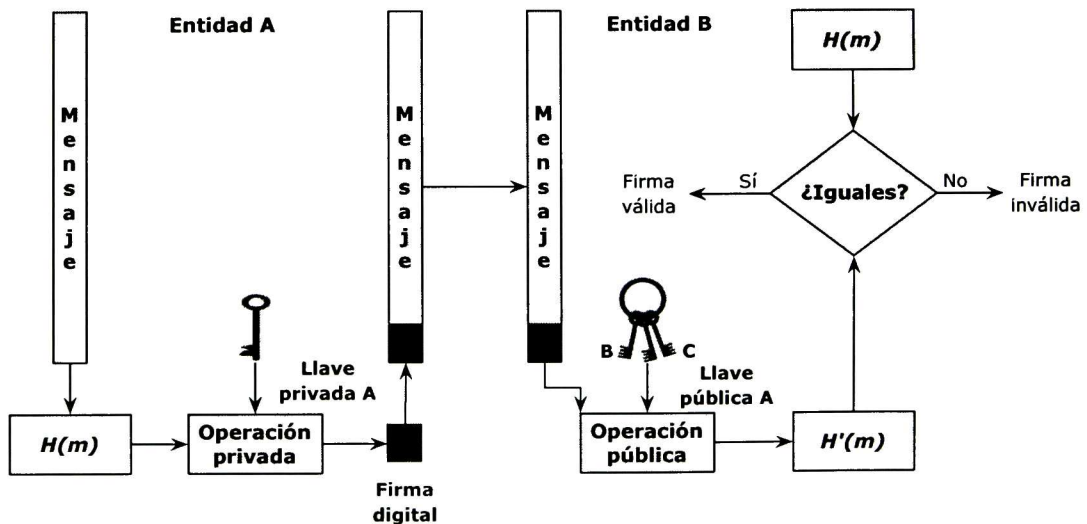 Entidad A
Mensaje
H(m)
Operación
privada
Llave
privada A
Firma
digital
Mensaje
Entidad B
Mensaje
B
C
Llave
pública A
Operación
pública
H'(m)
H(m)
¿Iguales?
Sí
Firma
válida
No
Firma
inválida